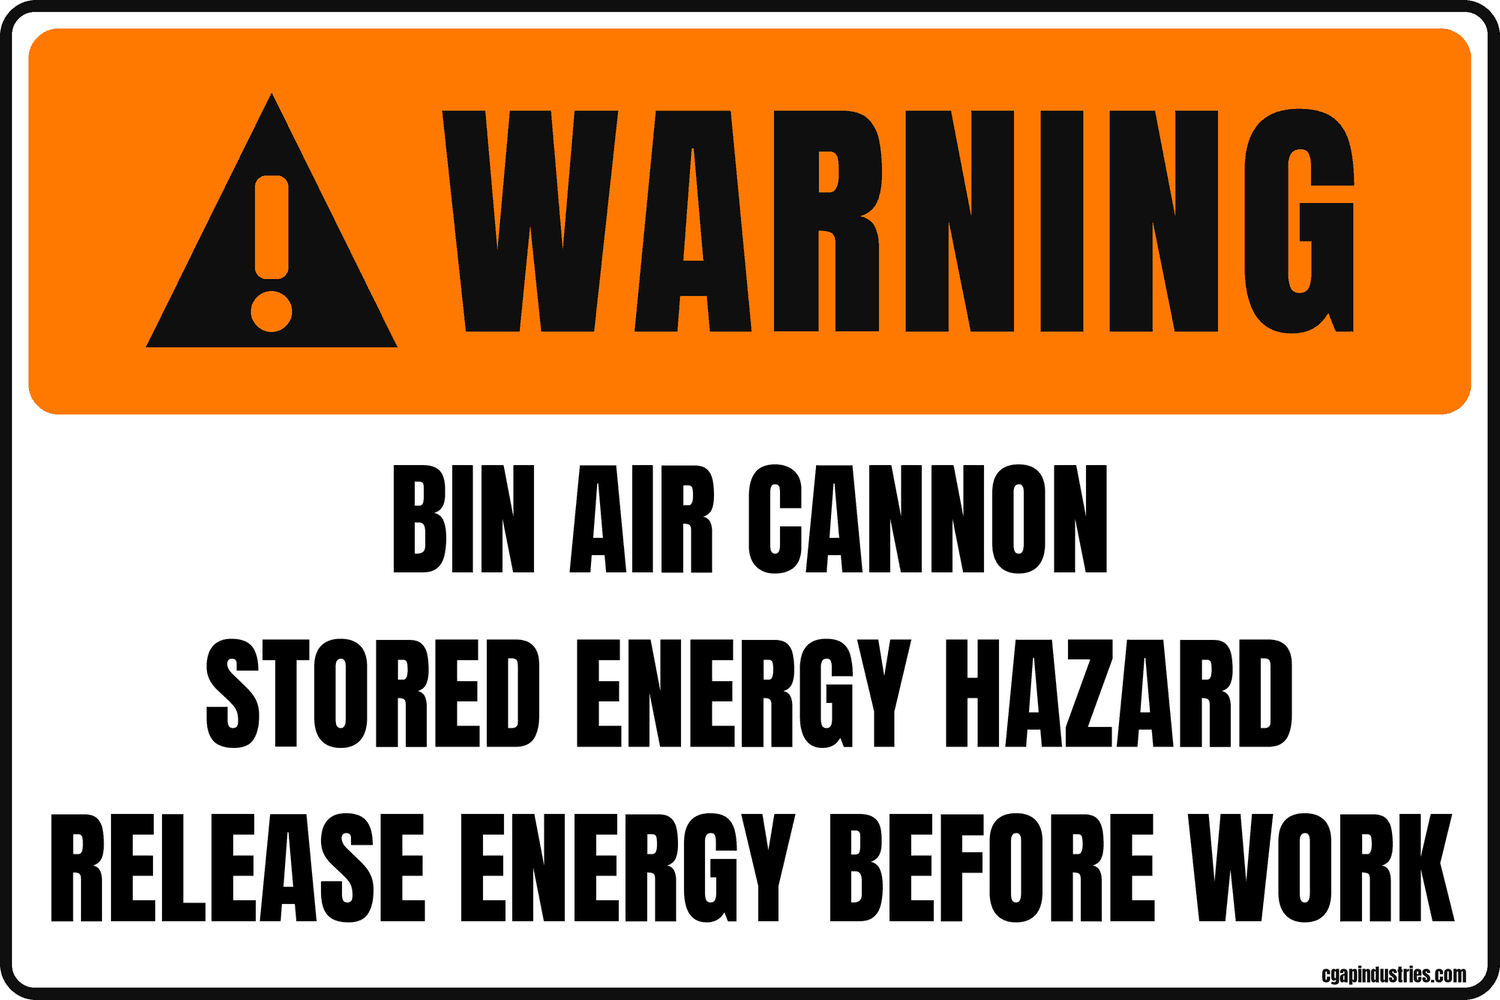 WARNING
BIN AIR CANNON
STORED ENERGY HAZARD
RELEASE ENERGY BEFORE WORK
cgapindustries.com